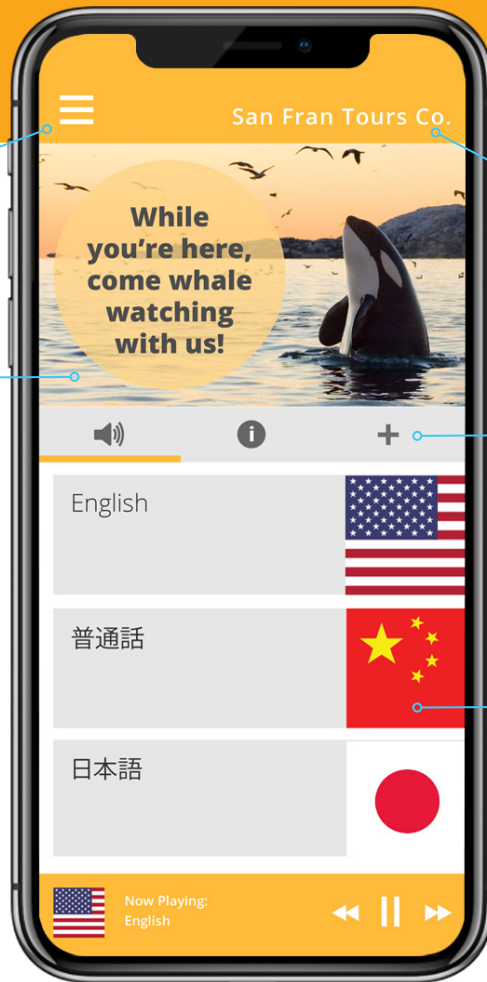 San Fran Tours Co.
While
you’re here,
come whale
watching
with us!
English
普通話
日本語
Now Playing:
English